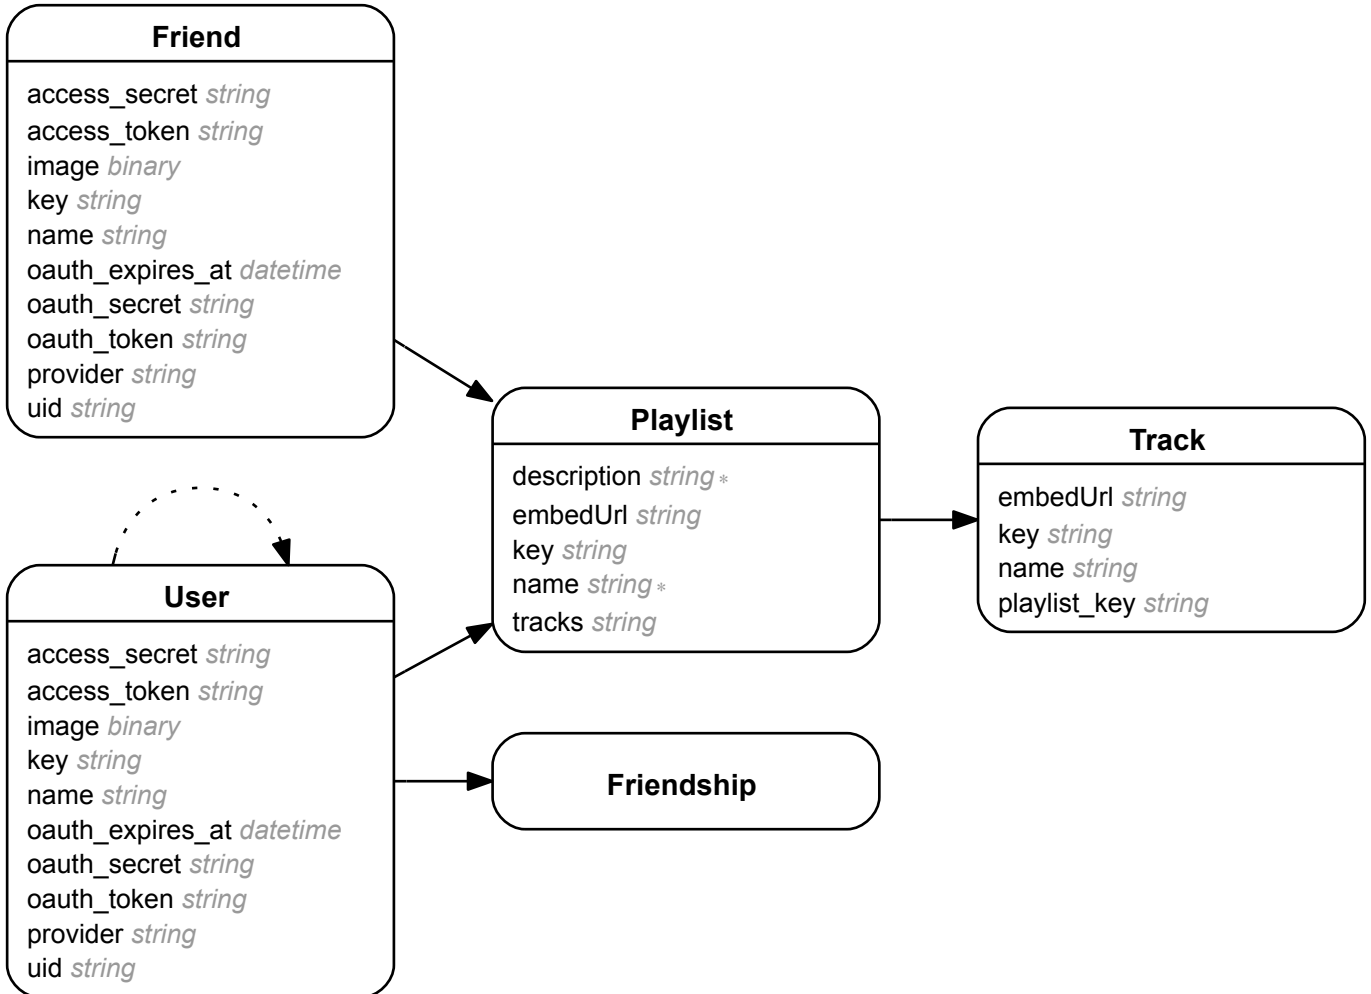 Friend
access_secret string
access_token string
image binary
key string
name string
oauth_expires_at datetime
oauth_secret string
oauth_token string
provider string
uid string
User
access_secret string
access_token string
image binary
key string
name string
oauth_expires_at datetime
oauth_secret string
oauth_token string
provider string
uid string
Playlist
description string *
embedUrl string
key string
name string *
tracks string
Friendship
Track
embedUrl string
key string
name string
playlist_key string